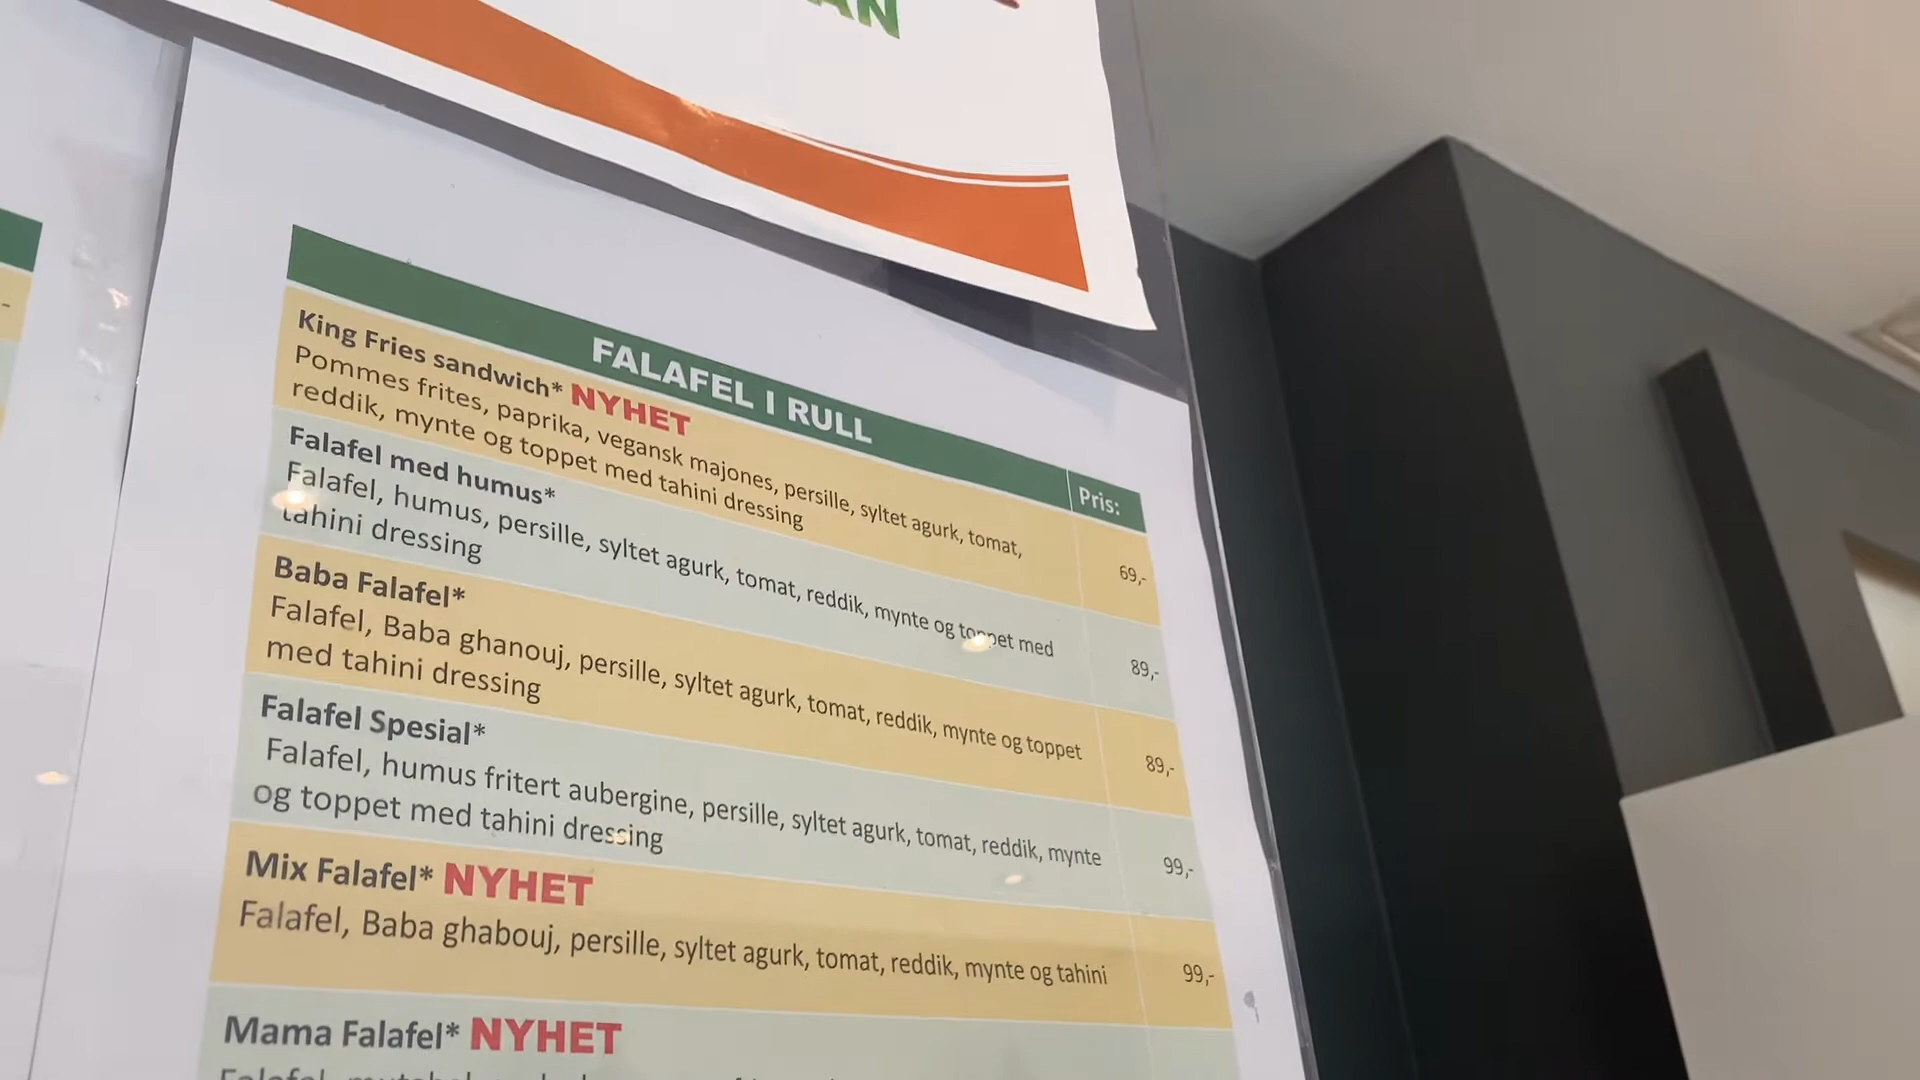 FALAFEL I RULL
Pris:
King Fries sandwich* NYHET
Pommes frites, paprika, vegansk majones, persille, syltet agurk, tomat,
reddik, mynte og toppet med tahini dressing
69,-
Falafel med humus*
Falafel, humus, persille, syltet agurk, tomat, reddik, mynte og toppet med
tahini dressing
89,-
Baba Falafel*
Falafel, Baba ghanouj, persille, syltet agurk, tomat, reddik, mynte og toppet
med tahini dressing
89,-
Falafel Spesial*
Falafel, humus fritert aubergine, persille, syltet agurk, tomat, reddik, mynte
og toppet med tahini dressing
99,-
Mix Falafel* NYHET
Falafel, Baba ghabouj, persille, syltet agurk, tomat, reddik, mynte og tahini
99,-
Mama Falafel* NYHET
Falafel,